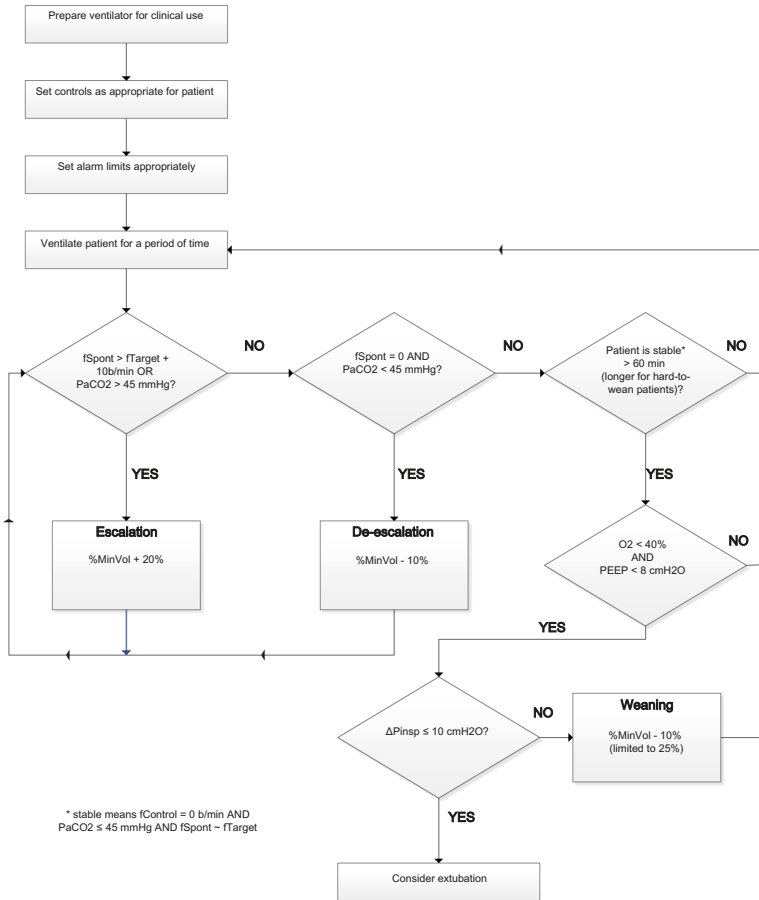 Prepare ventilator for clinical use
Set controls as appropriate for patient
Set alarm limits appropriately
Ventilate patient for a period of time
fSpont > fTarget +
10b/min OR
PaCO2 > 45 mmHg?
NO
fSpont = 0 AND
PaCO2 < 45 mmHg?
NO
Patient is stable*
> 60 min
(longer for hard-to-
wean patients)?
NO
YES
YES
YES
Escalation
%MinVol + 20%
De-escalation
%MinVol - 10%
O2 < 40%
AND
PEEP < 8 cmH2O
NO
YES
ΔPinsp ≤ 10 cmH2O?
NO
Weaning
%MinVol - 10%
(limited to 25%)
YES
* stable means fControl = 0 b/min AND
PaCO2 ≤ 45 mmHg AND fSpont ~ fTarget
Consider extubation